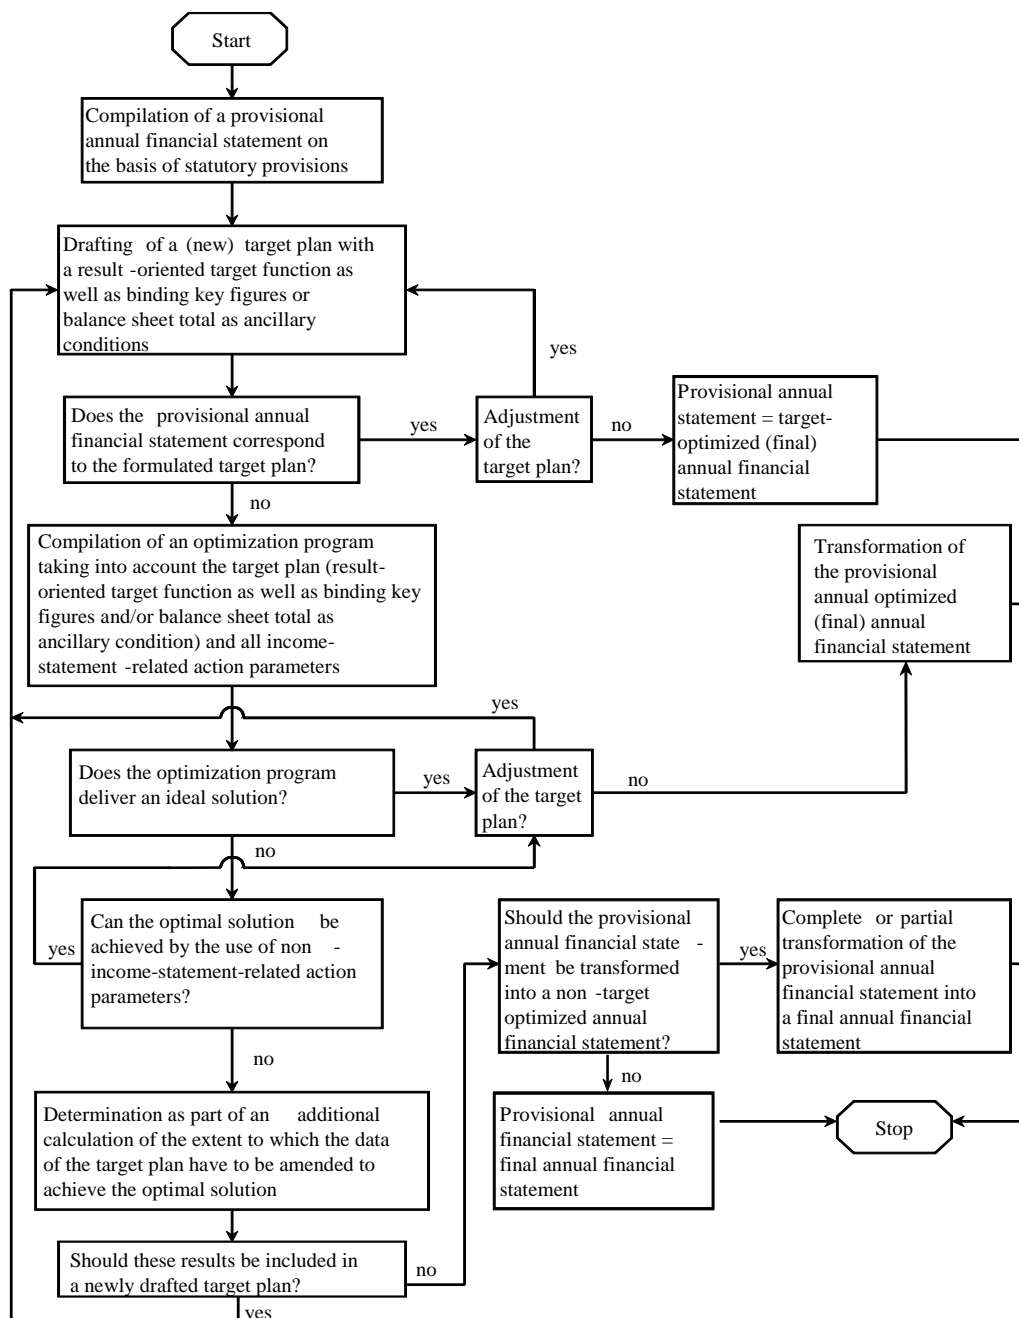 Start
Compilation of a provisional
annual financial statement on
the basis of statutory provisions
Drafting of a (new) target plan with
a result -oriented target function as
well as binding key figures or
balance sheet total as ancillary
conditions
yes
Does the provisional annual
financial statement correspond
to the formulated target plan?
yes
Adjustment
of the
target plan?
no
Provisional annual
statement = target-
optimized (final)
annual financial
statement
no
Compilation of an optimization program
taking into account the target plan (result-
oriented target function as well as binding key
figures and/or balance sheet total as
ancillary condition) and all income-
statement -related action parameters
Transformation of
the provisional
annual optimized
(final) annual
financial statement
yes
Does the optimization program
deliver an ideal solution?
yes
Adjustment
of the target
plan?
no
no
Can the optimal solution be
achieved by the use of non -
income-statement-related action
parameters?
yes
Should the provisional
annual financial state -
ment be transformed
into a non -target
optimized annual
financial statement?
yes
Complete or partial
transformation of the
provisional annual
financial statement into
a final annual financial
statement
no
no
Determination as part of an additional
calculation of the extent to which the data
of the target plan have to be amended to
achieve the optimal solution
Provisional annual
financial statement =
final annual financial
statement
Stop
Should these results be included in
a newly drafted target plan?
no
yes